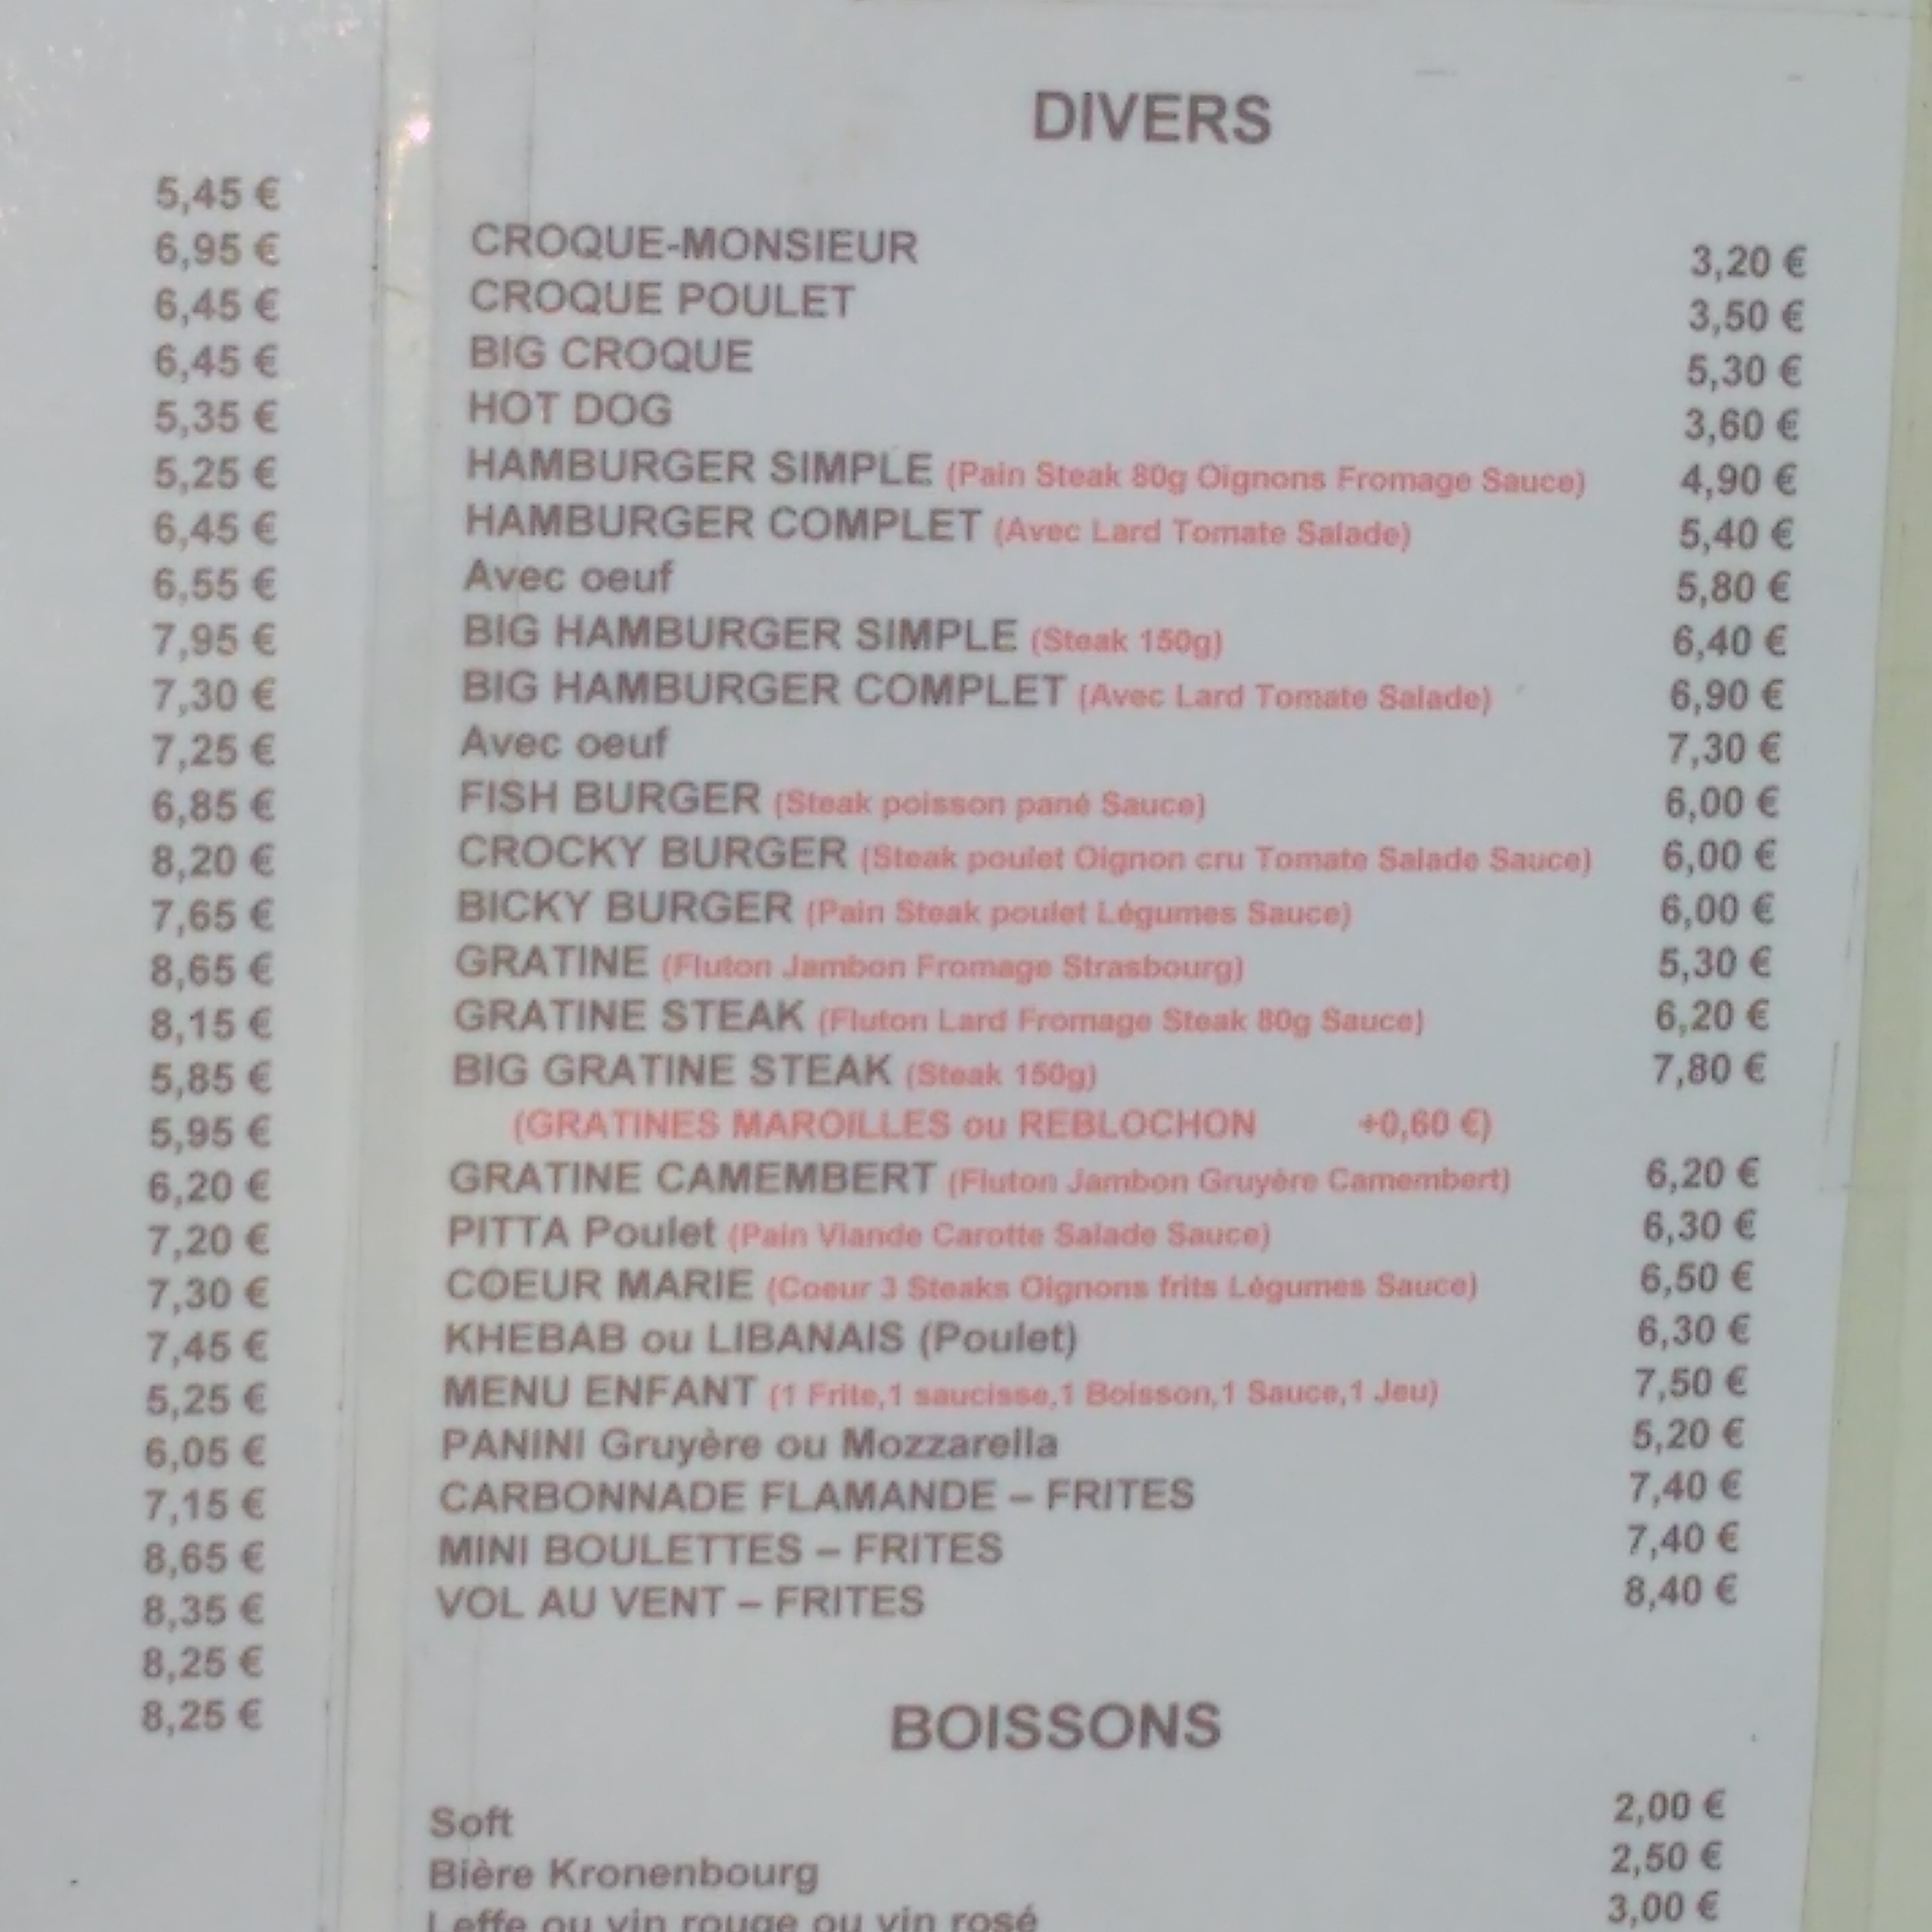 5,45 €
6,95 €
6,45 €
6,45 €
5,35 €
5,25 €
6,45 €
6,55 €
7,95 €
7,30 €
7,25 €
6,85 €
8,20 €
7,65 €
8,65 €
8,15 €
5,85 €
5,95 €
6,20 €
7,20 €
7,30 €
7,45 €
5,25 €
6,05 €
7,15 €
8,65 €
8,35 €
8,25 €
8,25 €
DIVERS
CROQUE-MONSIEUR 3,20 €
CROQUE POULET 3,50 €
BIG CROQUE 5,30 €
HOT DOG 3,60 €
HAMBURGER SIMPLE (Pain Steak 80g Oignons Fromage Sauce) 4,90 €
HAMBURGER COMPLET (Avec Lard Tomate Salade) 5,40 €
Avec oeuf 5,80 €
BIG HAMBURGER SIMPLE (Steak 150g) 6,40 €
BIG HAMBURGER COMPLET (Avec Lard Tomate Salade) 6,90 €
Avec oeuf 7,30 €
FISH BURGER (Steak poisson pané Sauce) 6,00 €
CROCKY BURGER (Steak poulet Oignon cru Tomate Salade Sauce) 6,00 €
BICKY BURGER (Pain Steak poulet Légumes Sauce) 6,00 €
GRATINE (Fluton Jambon Fromage Strasbourg) 5,30 €
GRATINE STEAK (Fluton Lard Fromage Steak 80g Sauce) 6,20 €
BIG GRATINE STEAK (Steak 150g) 7,80 €
(GRATINES MAROILLES ou REBLOCHON +0,60 €)
GRATINE CAMEMBERT (Fluton Jambon Gruyère Camembert) 6,20 €
PITTA Poulet (Pain Viande Carotte Salade Sauce) 6,30 €
COEUR MARIE (Coeur 3 Steaks Oignons frits Légumes Sauce) 6,50 €
KHEBAB ou LIBANAIS (Poulet) 6,30 €
MENU ENFANT (1 Frite,1 saucisse,1 Boisson,1 Sauce,1 Jeu) 7,50 €
PANINI Gruyère ou Mozzarella 5,20 €
CARBONNADE FLAMANDE – FRITES 7,40 €
MINI BOULETTES – FRITES 7,40 €
VOL AU VENT – FRITES 8,40 €
BOISSONS
Soft 2,00 €
Bière Kronenbourg 2,50 €
Leffe ou vin rouge ou vin rosé 3,00 €